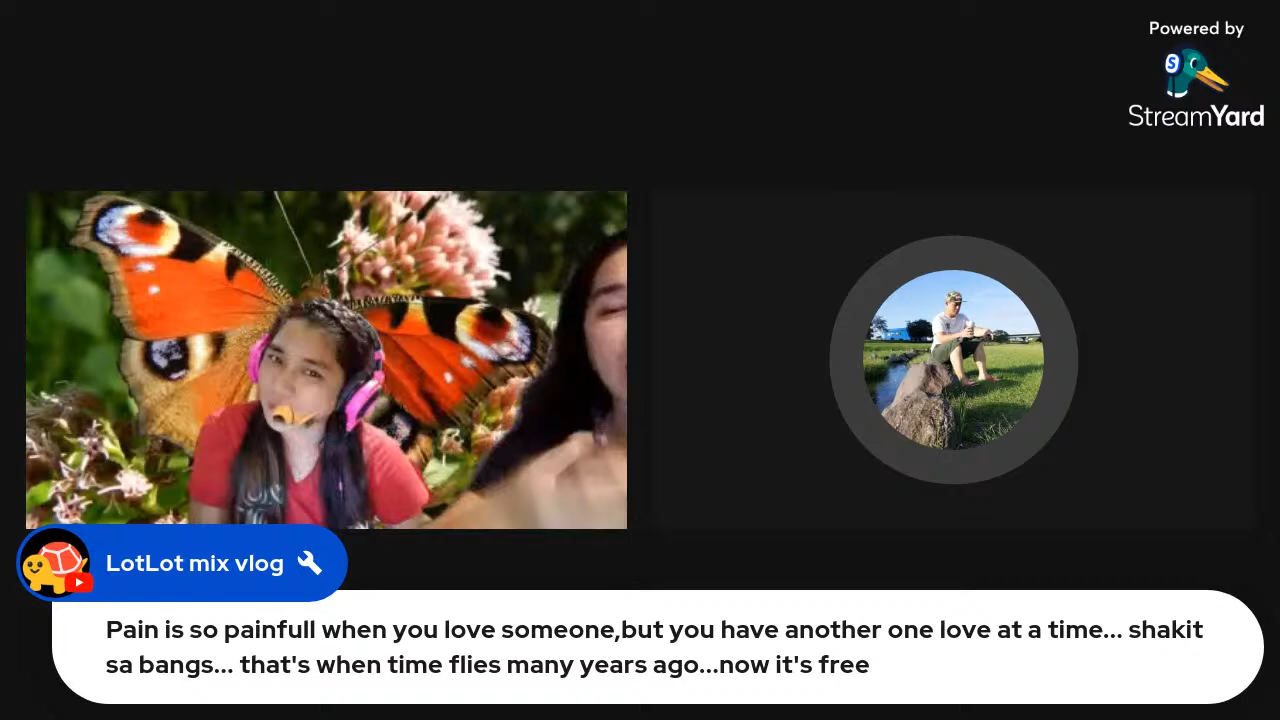 Powered by
S
StreamYard
LotLot mix vlog
Pain is so painfull when you love someone,but you have another one love at a time... shakit
sa bangs... that's when time flies many years ago...now it's free